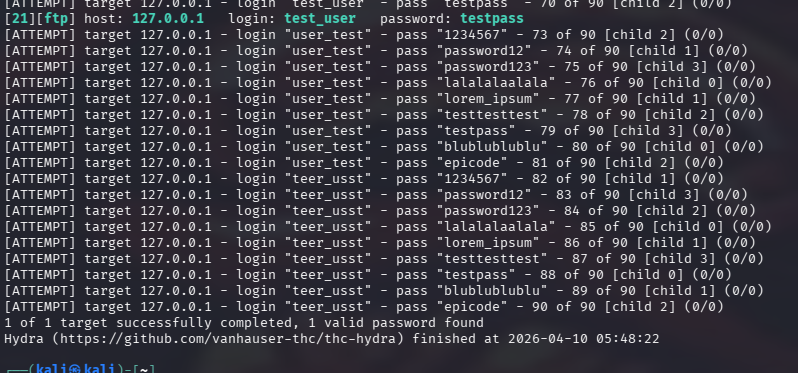 [ATTEMPT] target 127.0.0.1 - login "test_user" - pass "testpass" - 70 of 90 [child 2] (0/0)
[21][ftp] host: 127.0.0.1   login: test_user   password: testpass
[ATTEMPT] target 127.0.0.1 - login "user_test" - pass "1234567" - 73 of 90 [child 2] (0/0)
[ATTEMPT] target 127.0.0.1 - login "user_test" - pass "password12" - 74 of 90 [child 1] (0/0)
[ATTEMPT] target 127.0.0.1 - login "user_test" - pass "password123" - 75 of 90 [child 3] (0/0)
[ATTEMPT] target 127.0.0.1 - login "user_test" - pass "lalalalaalala" - 76 of 90 [child 0] (0/0)
[ATTEMPT] target 127.0.0.1 - login "user_test" - pass "lorem_ipsum" - 77 of 90 [child 1] (0/0)
[ATTEMPT] target 127.0.0.1 - login "user_test" - pass "testtesttest" - 78 of 90 [child 2] (0/0)
[ATTEMPT] target 127.0.0.1 - login "user_test" - pass "testpass" - 79 of 90 [child 3] (0/0)
[ATTEMPT] target 127.0.0.1 - login "user_test" - pass "blublublublu" - 80 of 90 [child 0] (0/0)
[ATTEMPT] target 127.0.0.1 - login "user_test" - pass "epicode" - 81 of 90 [child 2] (0/0)
[ATTEMPT] target 127.0.0.1 - login "teer_usst" - pass "1234567" - 82 of 90 [child 1] (0/0)
[ATTEMPT] target 127.0.0.1 - login "teer_usst" - pass "password12" - 83 of 90 [child 3] (0/0)
[ATTEMPT] target 127.0.0.1 - login "teer_usst" - pass "password123" - 84 of 90 [child 2] (0/0)
[ATTEMPT] target 127.0.0.1 - login "teer_usst" - pass "lalalalaalala" - 85 of 90 [child 0] (0/0)
[ATTEMPT] target 127.0.0.1 - login "teer_usst" - pass "lorem_ipsum" - 86 of 90 [child 1] (0/0)
[ATTEMPT] target 127.0.0.1 - login "teer_usst" - pass "testtesttest" - 87 of 90 [child 3] (0/0)
[ATTEMPT] target 127.0.0.1 - login "teer_usst" - pass "testpass" - 88 of 90 [child 0] (0/0)
[ATTEMPT] target 127.0.0.1 - login "teer_usst" - pass "blublublublu" - 89 of 90 [child 1] (0/0)
[ATTEMPT] target 127.0.0.1 - login "teer_usst" - pass "epicode" - 90 of 90 [child 2] (0/0)
1 of 1 target successfully completed, 1 valid password found
Hydra (https://github.com/vanhauser-thc/thc-hydra) finished at 2026-04-10 05:48:22
(kali㉿kali)-[~]